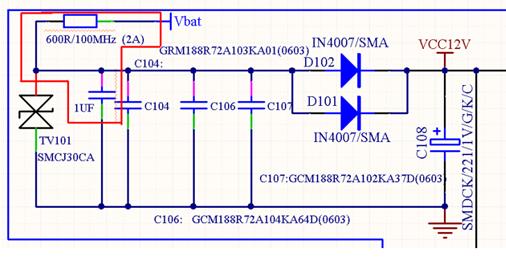 Vbat
600R/100MHz (2A)
GRM188R72A103KA01(0603)
C104:
IN4007/SMA
VCC12V
D102
1UF
C104
C106
C107
D101
IN4007/SMA
TV101
SMCJ30CA
C108
+
SMDCK/221/1V/G/K/C
C107:GCM188R72A102KA37D(0603)
C106: GCM188R72A104KA64D(0603)